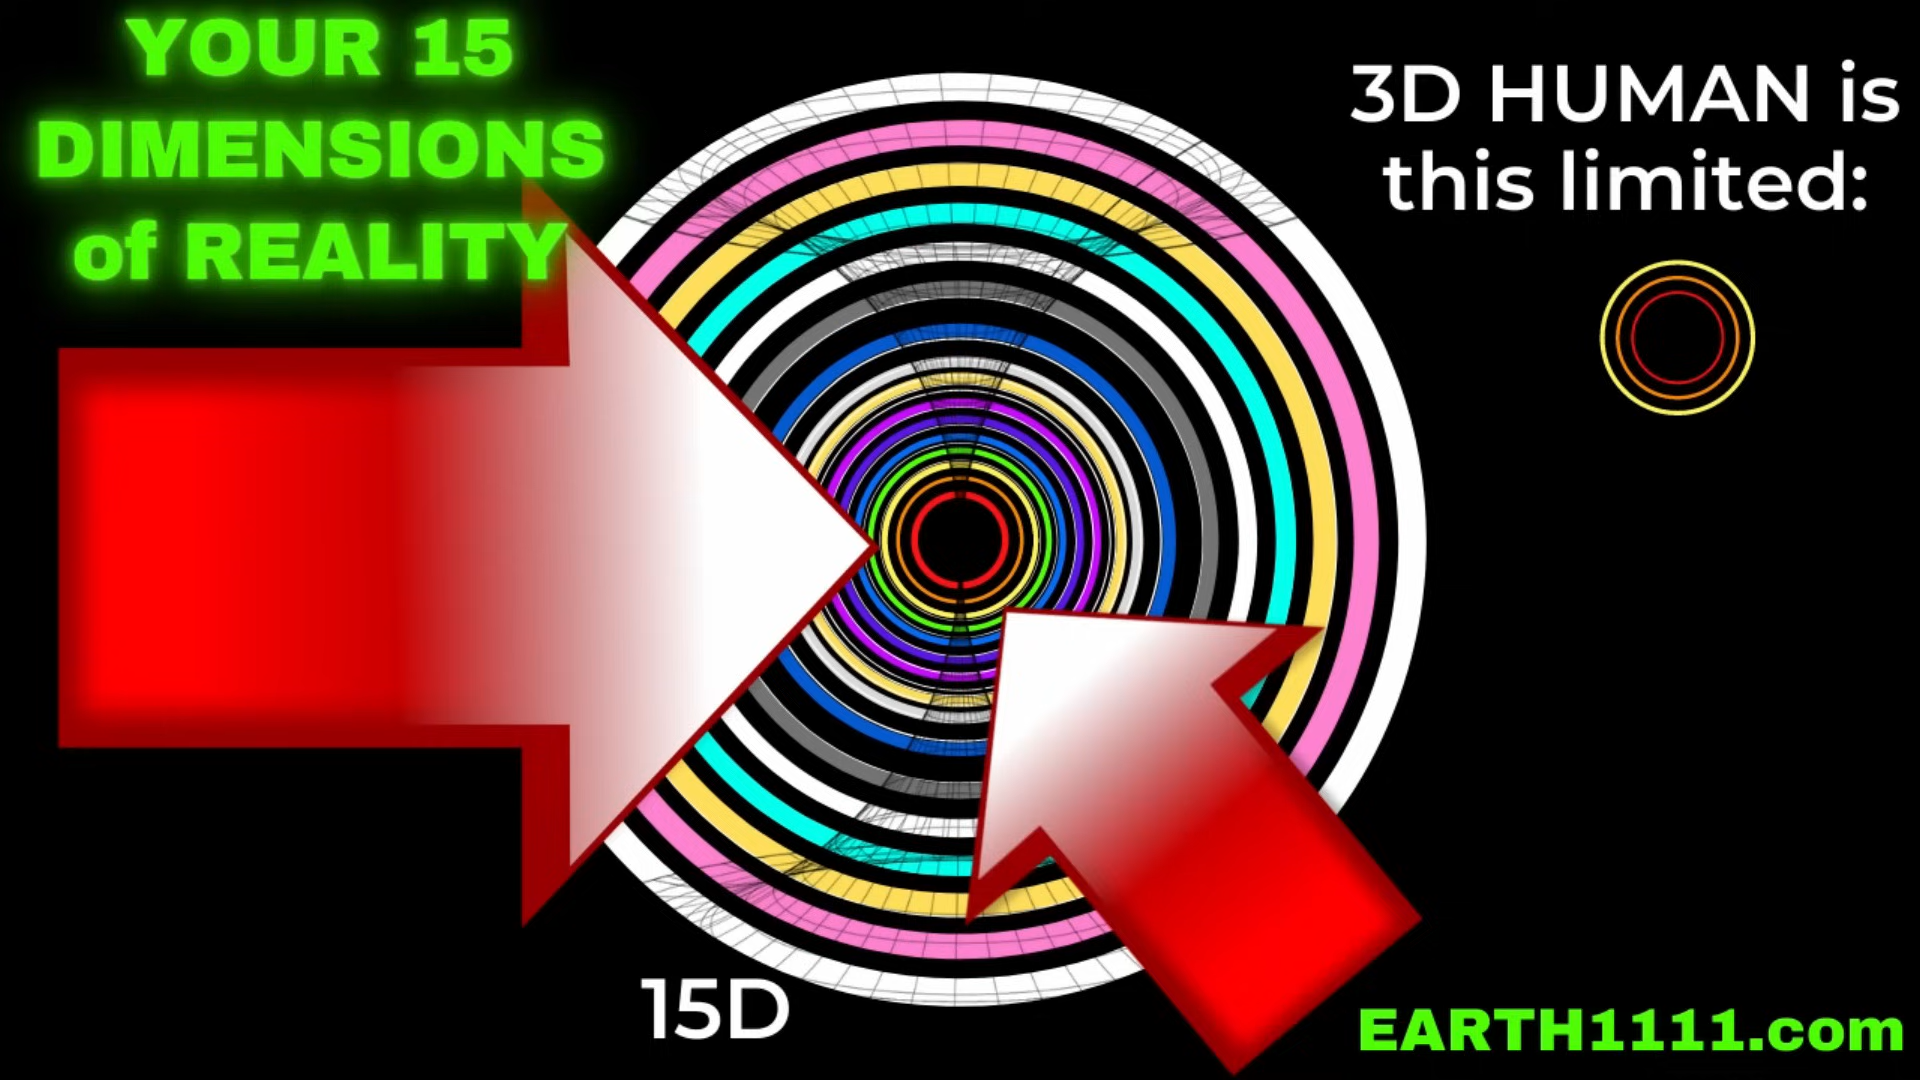 YOUR 15
DIMENSIONS
of REALITY
3D HUMAN is
this limited:
15D
EARTH1111.com